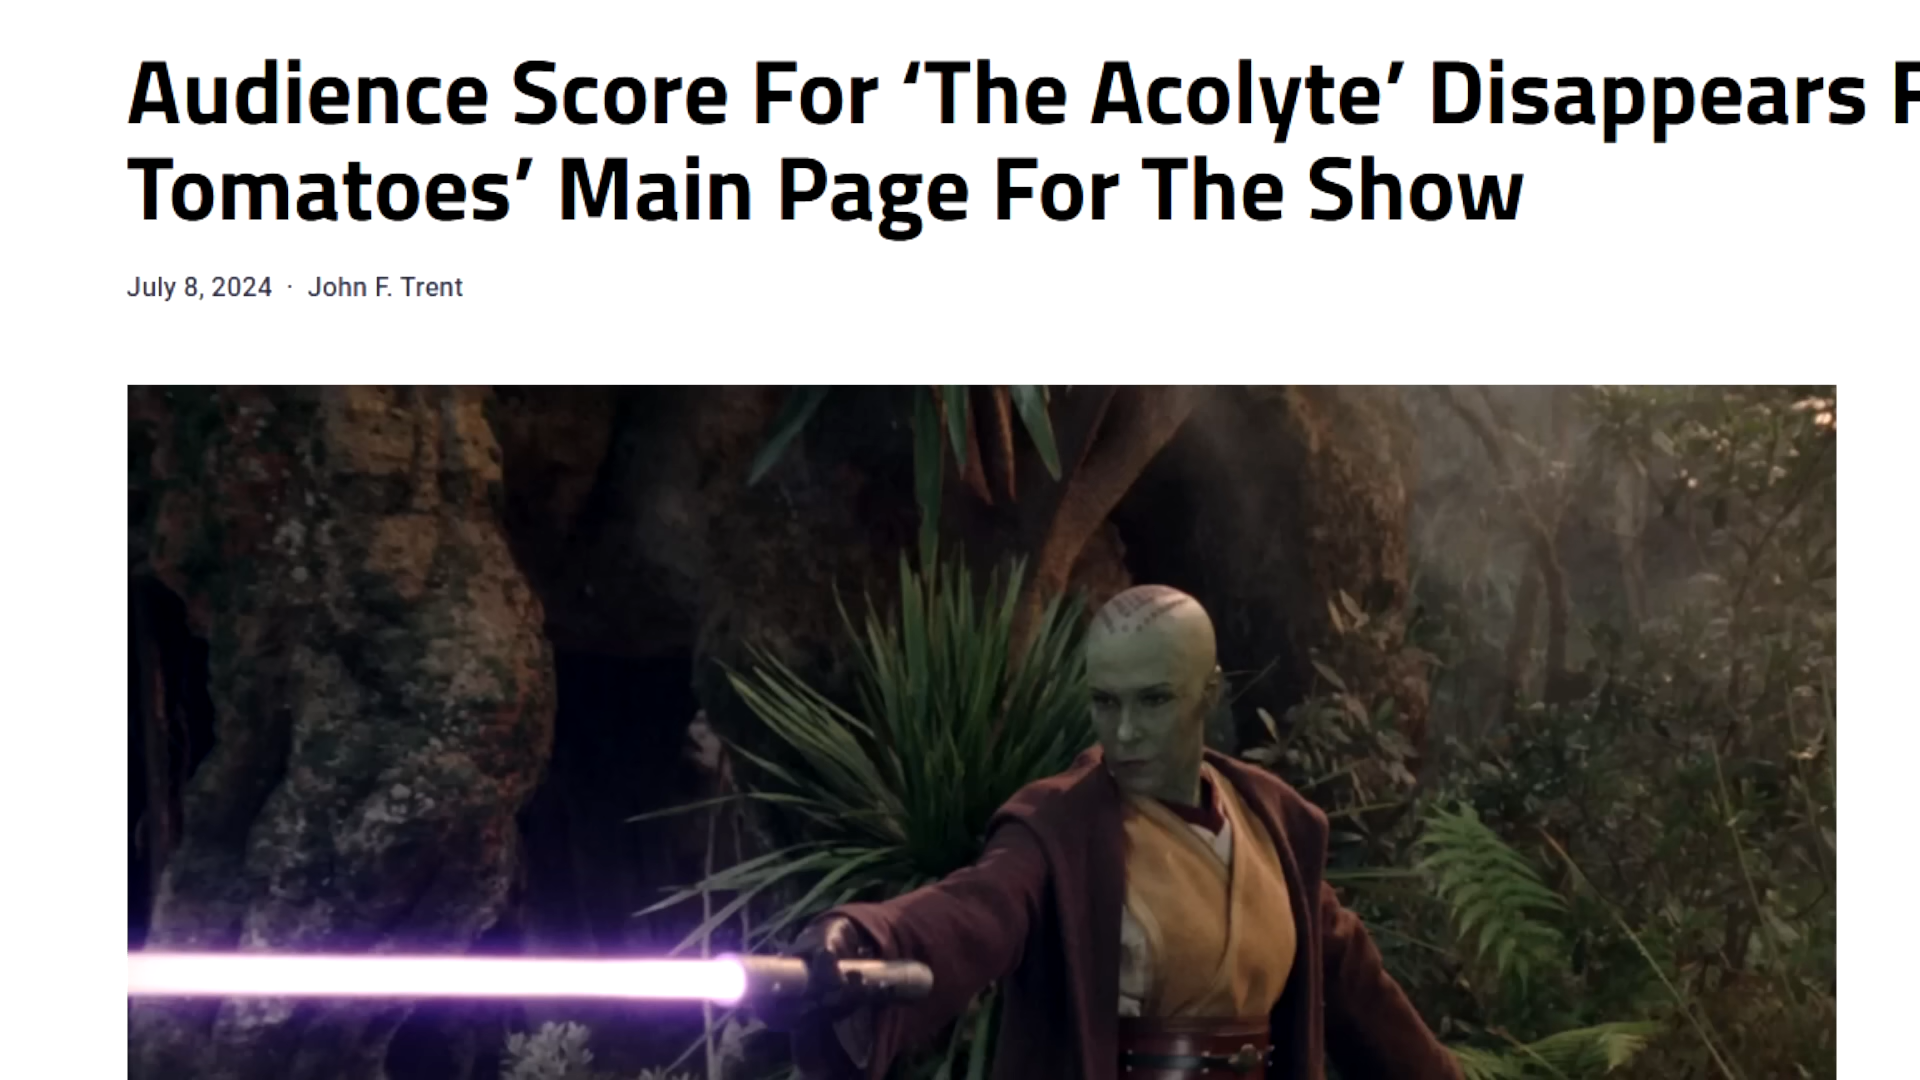 Audience Score For ‘The Acolyte’ Disappears
Tomatoes’ Main Page For The Show
July 8, 2024 · John F. Trent